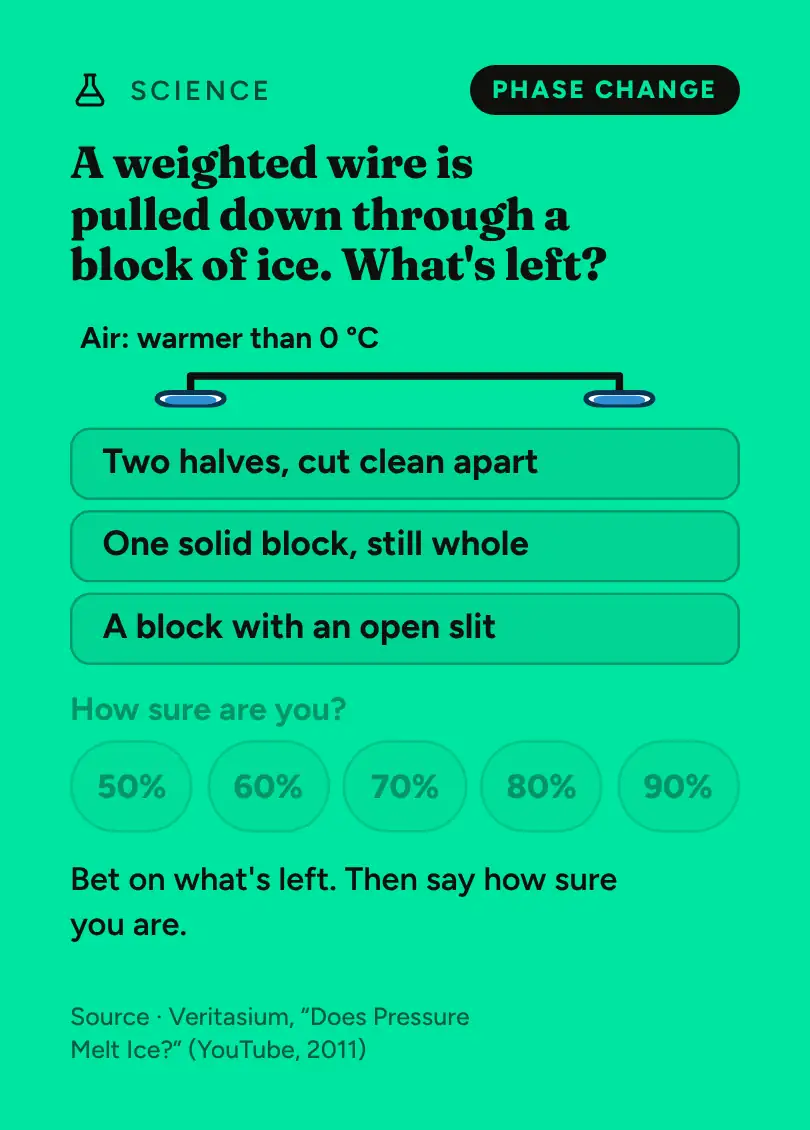 SCIENCE
PHASE CHANGE
A weighted wire is
pulled down through a
block of ice. What's left?
Air: warmer than 0 °C
Two halves, cut clean apart
One solid block, still whole
A block with an open slit
How sure are you?
50%
60%
70%
80%
90%
Bet on what's left. Then say how sure
you are.
Source · Veritasium, “Does Pressure
Melt Ice?” (YouTube, 2011)